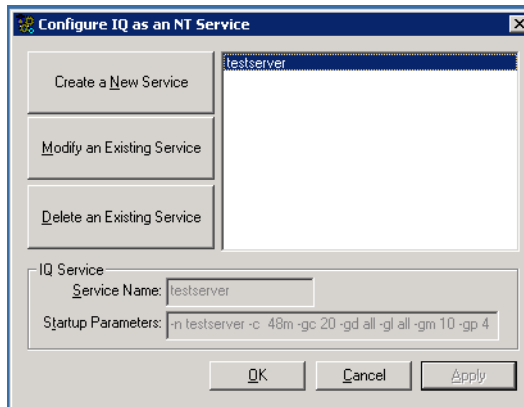 Configure IQ as an NT Service
Create a New Service
testserver
Modify an Existing Service
Delete an Existing Service
IQ Service
Service Name: testserver
Startup Parameters: -n testserver -c 48m -gc 20 -gd all -gl all -gm 10 -gp 4
OK Cancel Apply